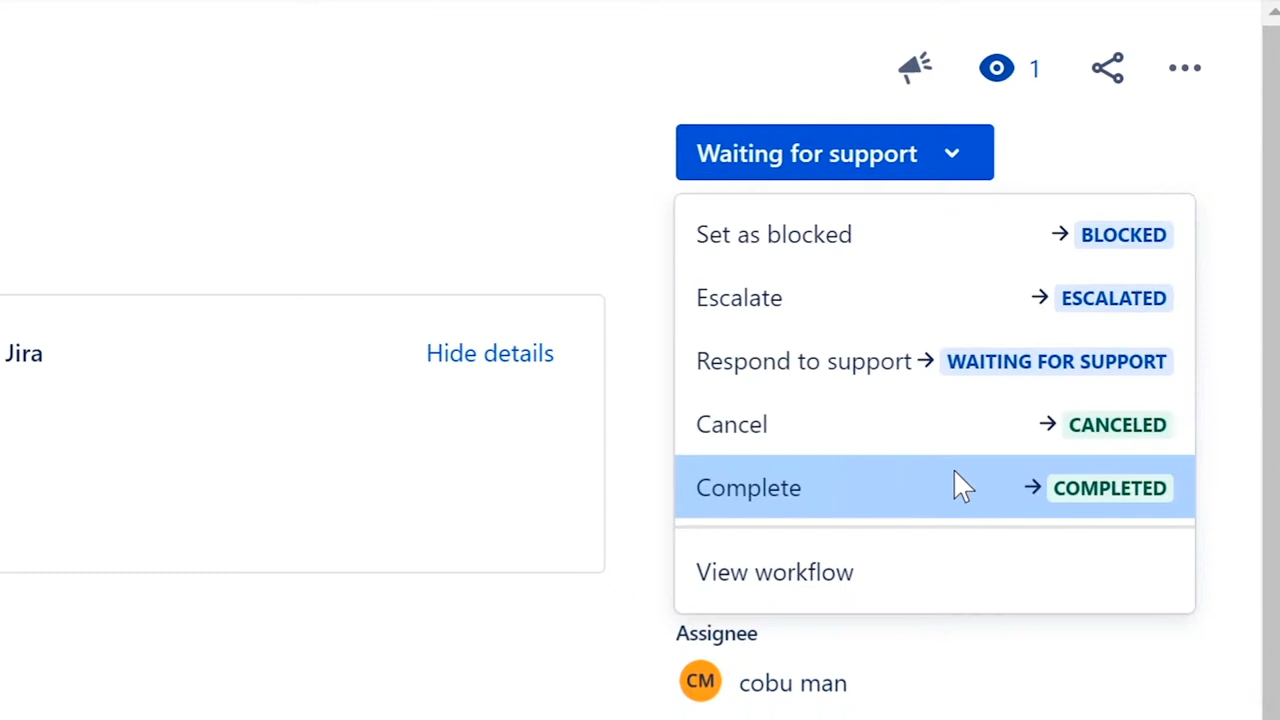 1
Waiting for support
Set as blocked → BLOCKED
Escalate → ESCALATED
Jira Hide details
Respond to support → WAITING FOR SUPPORT
Cancel → CANCELED
Complete → COMPLETED
View workflow
Assignee
CM cobu man